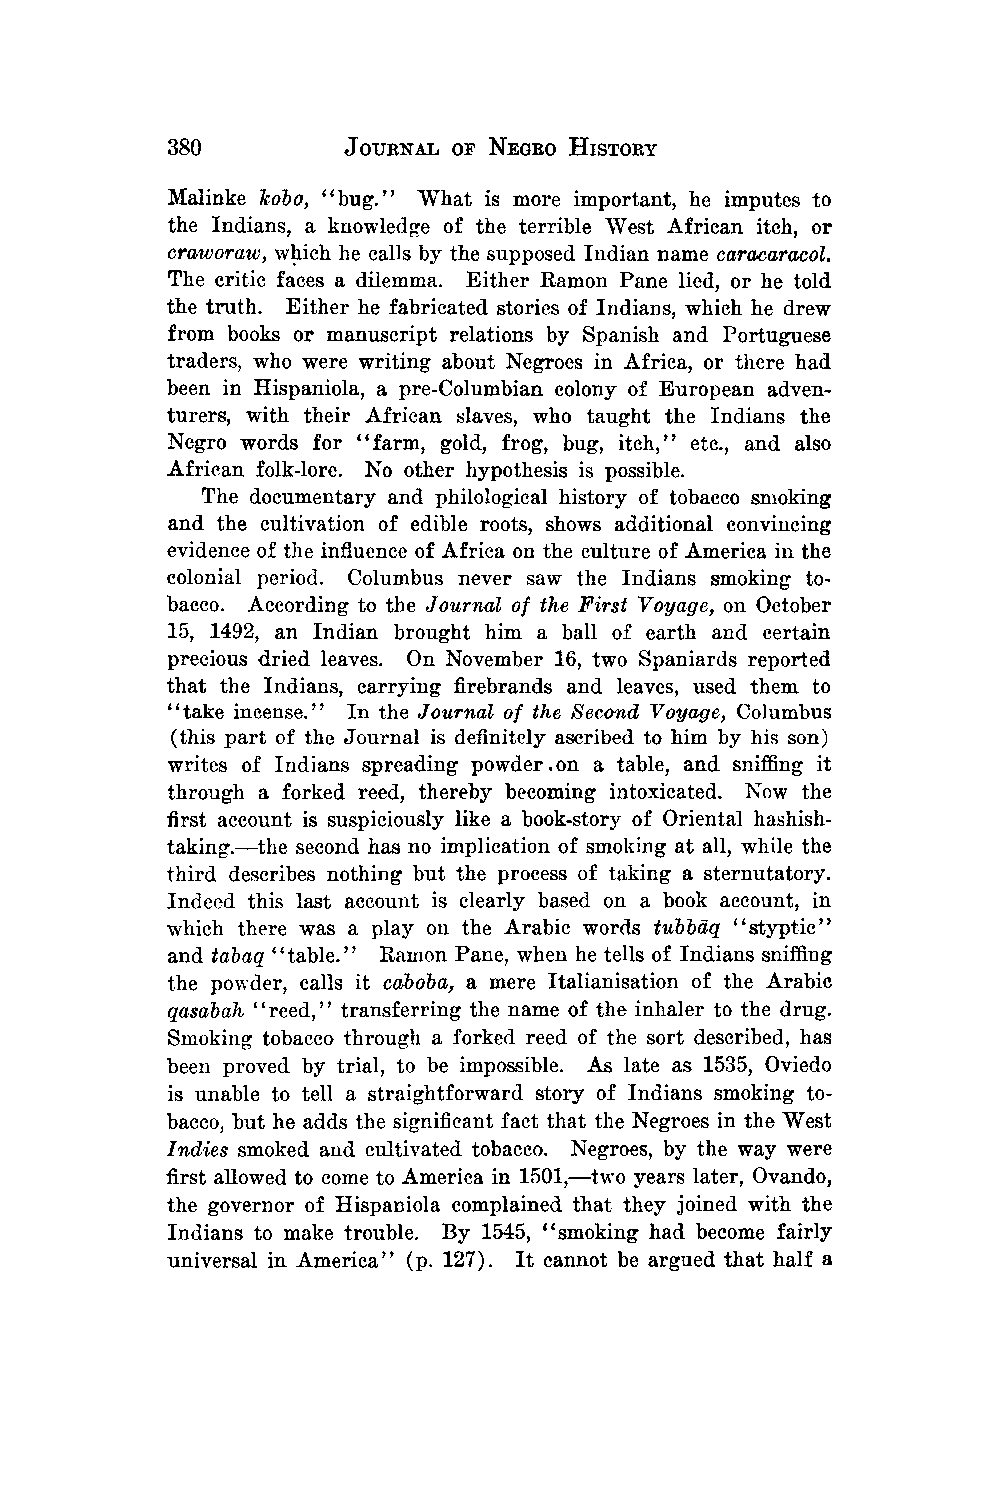 380 JOURNAL OF NEGRO HISTORY
Malinke kobo, "bug." What is more important, he imputes to
the Indians, a knowledge of the terrible West African itch, or
craworaw, which he calls by the supposed Indian name caracaracol.
The critic faces a dilemma. Either Ramon Pane lied, or he told
the truth. Either he fabricated stories of Indians, which he drew
from books or manuscript relations by Spanish and Portuguese
traders, who were writing about Negroes in Africa, or there had
been in Hispaniola, a pre-Columbian colony of European adven-
turers, with their African slaves, who taught the Indians the
Negro words for "farm, gold, frog, bug, itch," etc., and also
African folk-lore. No other hypothesis is possible.
The documentary and philological history of tobacco smoking
and the cultivation of edible roots, shows additional convincing
evidence of the influence of Africa on the culture of America in the
colonial period. Columbus never saw the Indians smoking to-
bacco. According to the Journal of the First Voyage, on October
15, 1492, an Indian brought him a ball of earth and certain
precious dried leaves. On November 16, two Spaniards reported
that the Indians, carrying firebrands and leaves, used them to
"take incense." In the Journal of the Second Voyage, Columbus
(this part of the Journal is definitely ascribed to him by his son)
writes of Indians spreading powder.on a table, and sniffing it
through a forked reed, thereby becoming intoxicated. Now the
first account is suspiciously like a book-story of Oriental hashish-
taking.—the second has no implication of smoking at all, while the
third describes nothing but the process of taking a sternutatory.
Indeed this last account is clearly based on a book account, in
which there was a play on the Arabic words tubbāq "styptic"
and tabaq "table." Ramon Pane, when he tells of Indians sniffing
the powder, calls it caboba, a mere Italianisation of the Arabic
qasabah "reed," transferring the name of the inhaler to the drug.
Smoking tobacco through a forked reed of the sort described, has
been proved by trial, to be impossible. As late as 1535, Oviedo
is unable to tell a straightforward story of Indians smoking to-
bacco, but he adds the significant fact that the Negroes in the West
Indies smoked and cultivated tobacco. Negroes, by the way were
first allowed to come to America in 1501,—two years later, Ovando,
the governor of Hispaniola complained that they joined with the
Indians to make trouble. By 1545, "smoking had become fairly
universal in America" (p. 127). It cannot be argued that half a